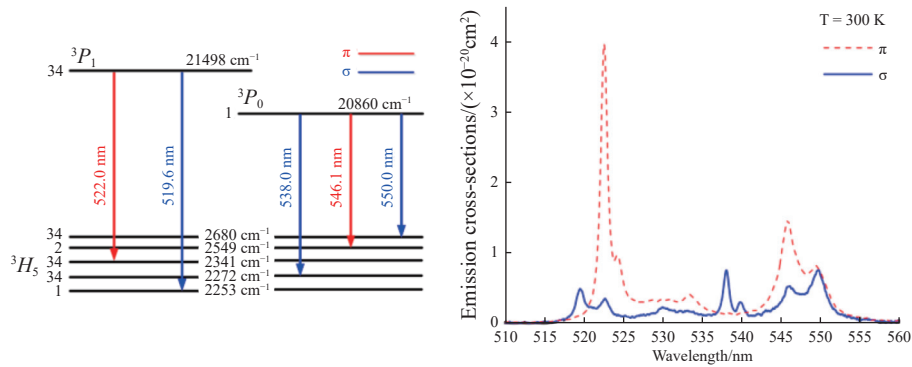 ³P₁
34
21498 cm⁻¹
π
σ
³P₀
1
20860 cm⁻¹
522.0 nm
519.6 nm
538.0 nm
546.1 nm
550.0 nm
³H₅
34 2680 cm⁻¹
2 2549 cm⁻¹
34 2341 cm⁻¹
34 2272 cm⁻¹
1 2253 cm⁻¹
Emission cross-sections/(×10⁻²⁰cm²)
T = 300 K
π
σ
4
3
2
1
0
510 515 520 525 530 535 540 545 550 555 560
Wavelength/nm